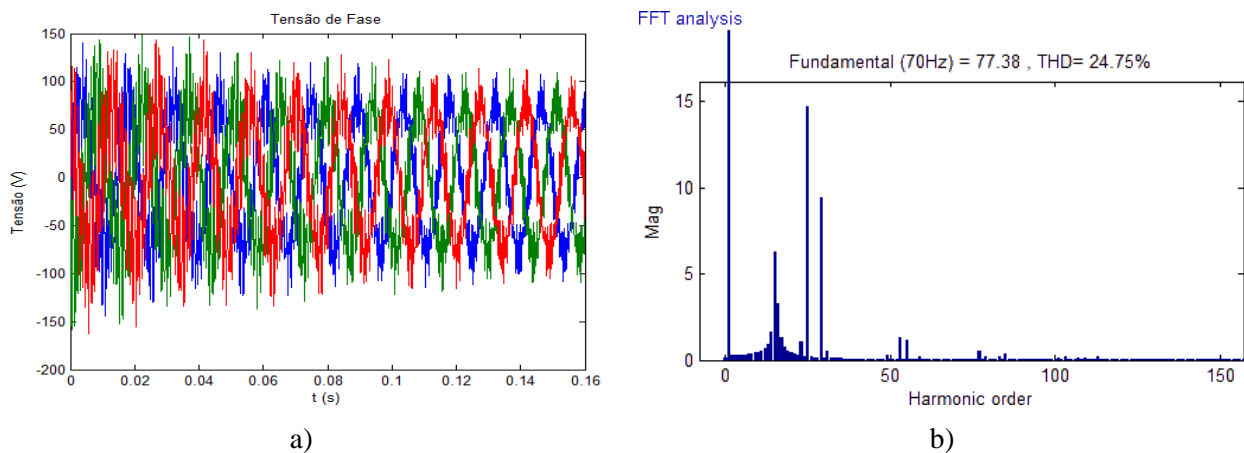 Tensão de Fase
Tensão (V)
150
100
50
0
-50
-100
-150
-200
0 0.02 0.04 0.06 0.08 0.1 0.12 0.14 0.16
t (s)
a)
FFT analysis
Fundamental (70Hz) = 77.38 , THD= 24.75%
Mag
15
10
5
0
0 50 100 150
Harmonic order
b)